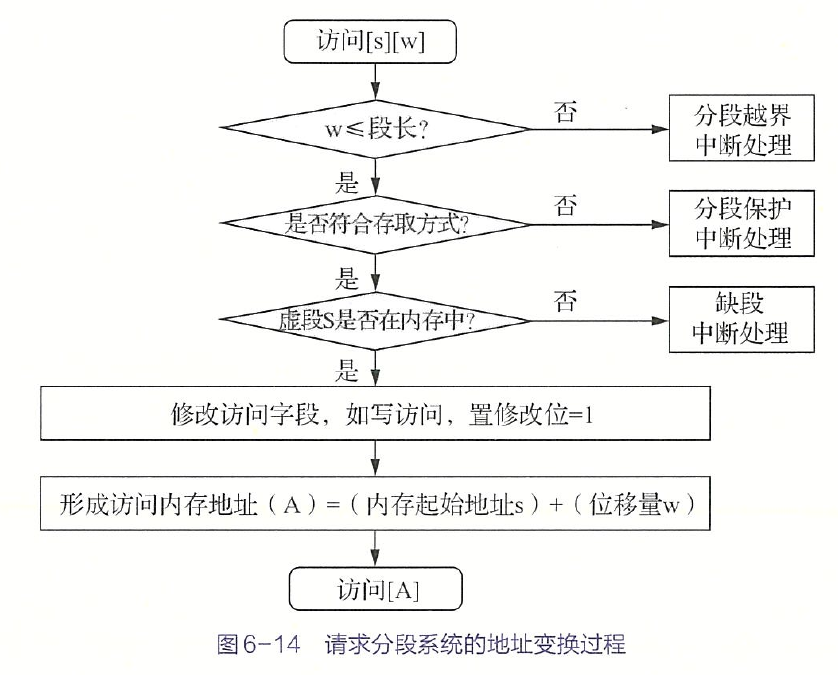 访问[s][w]
w≤段长?
否
分段越界
中断处理
是
是否符合存取方式?
否
分段保护
中断处理
是
虚段S是否在内存中?
否
缺段
中断处理
是
修改访问字段，如写访问，置修改位=1
形成访问内存地址（A）=（内存起始地址s）+（位移量w）
访问[A]
图6-14 请求分段系统的地址变换过程